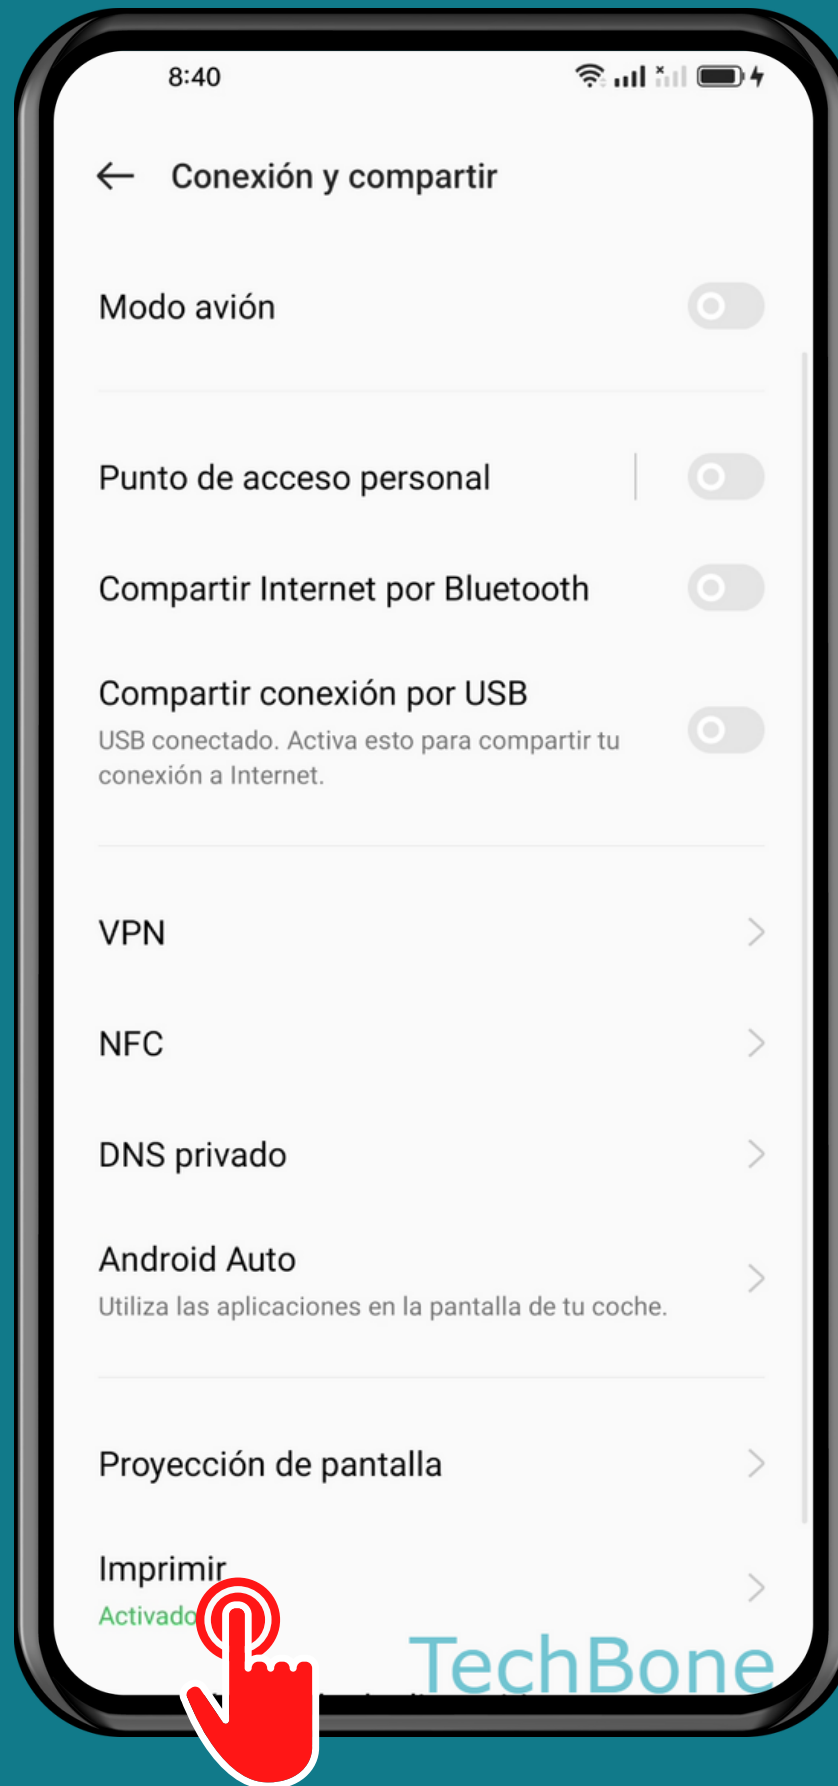 8:40
Conexión y compartir
Modo avión
Punto de acceso personal
Compartir Internet por Bluetooth
Compartir conexión por USB
USB conectado. Activa esto para compartir tu
conexión a Internet.
VPN
NFC
DNS privado
Android Auto
Utiliza las aplicaciones en la pantalla de tu coche.
Proyección de pantalla
Imprimir
Activado
TechBone